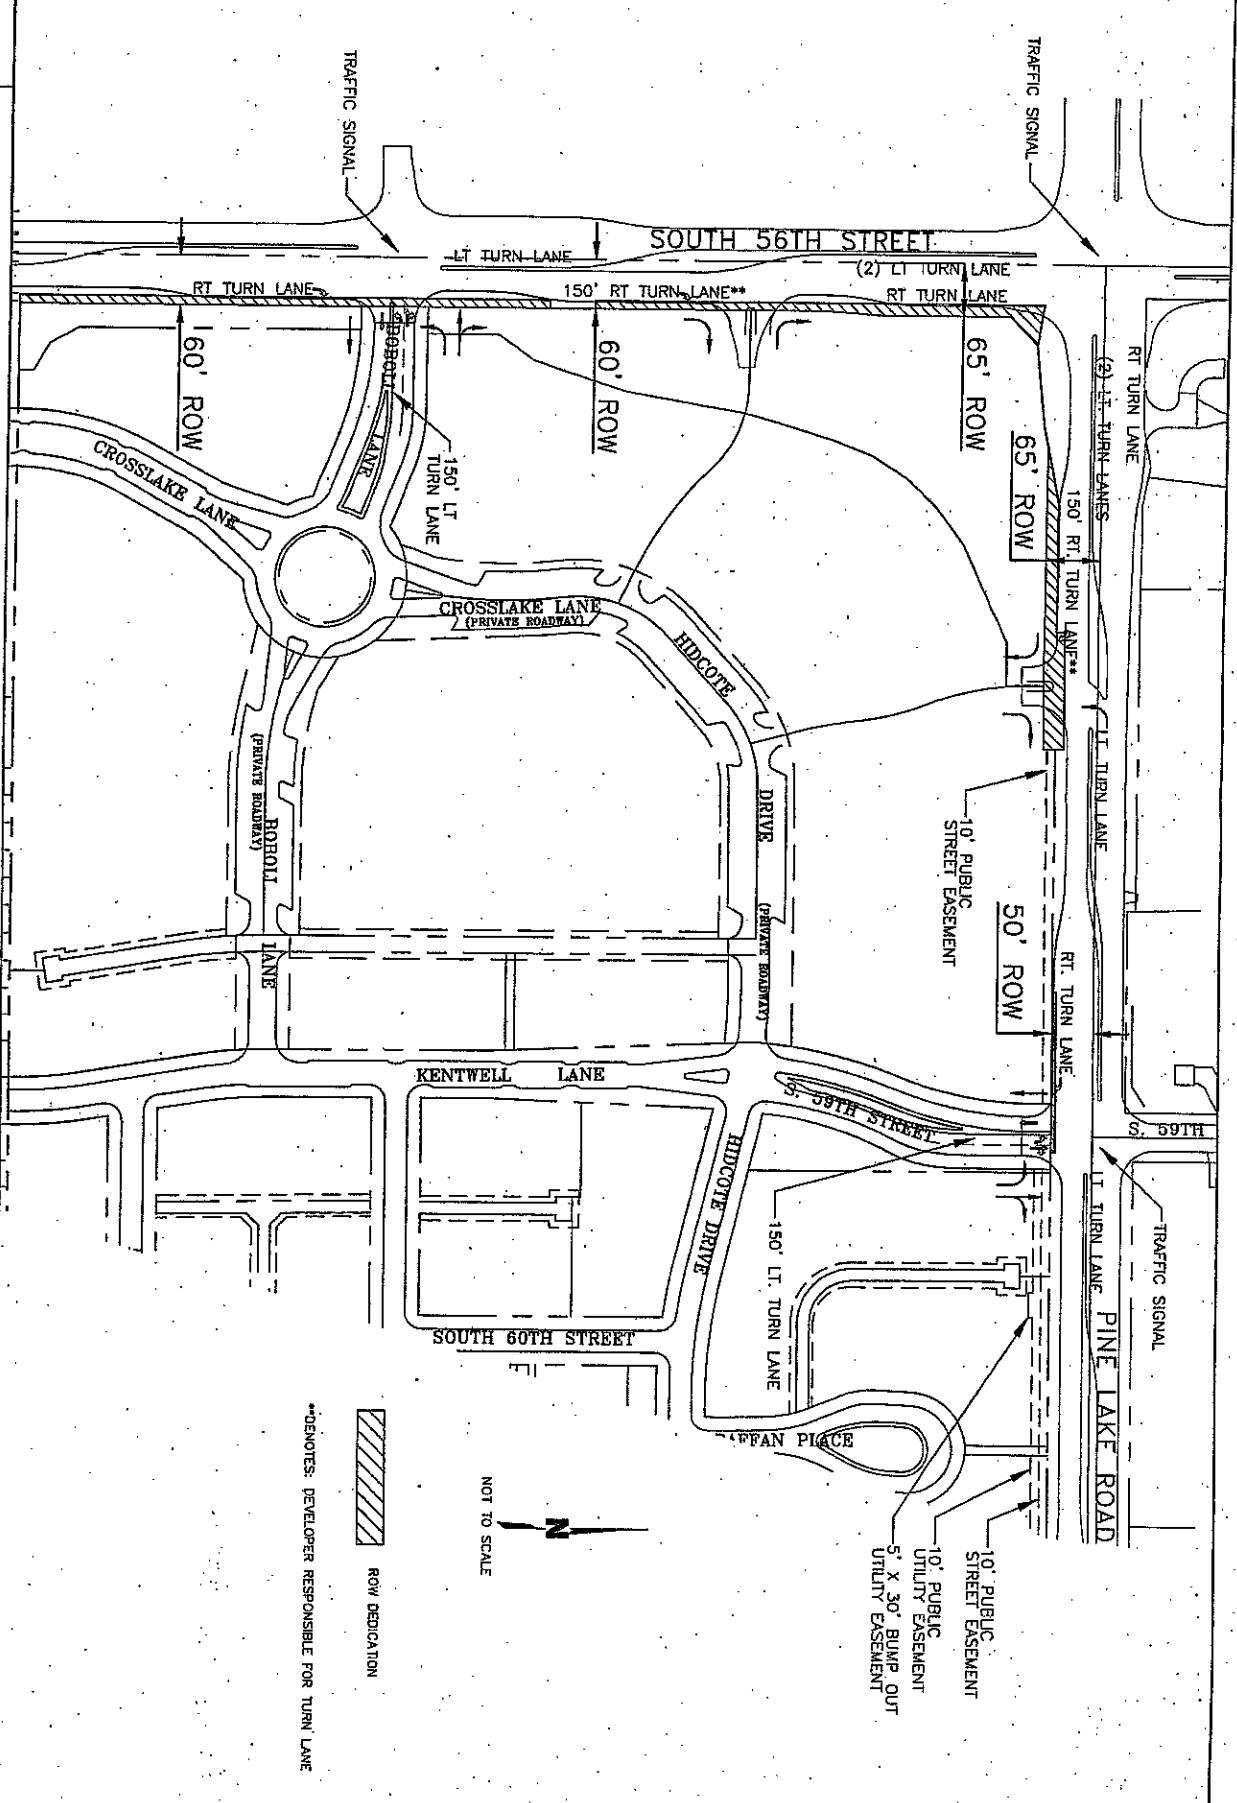 TRAFFIC SIGNAL
TRAFFIC SIGNAL
SOUTH 56TH STREET
LT TURN LANE
(2) LT TURN LANE
RT TURN LANE
150' RT TURN LANE**
RT TURN LANE
60' ROW
60' ROW
65' ROW
65' ROW
RT TURN LANE
(2) LT. TURN LANES
150' RT. TURN LANE**
LT TURN LANE
BOBOLI LANE
150' LT
TURN LANE
CROSSLAKE LANE
CROSSLAKE LANE
(PRIVATE ROADWAY)
HIDCOTE
DRIVE
(PRIVATE ROADWAY)
BOBOLI
LANE
(PRIVATE ROADWAY)
10' PUBLIC
STREET EASEMENT
50' ROW
RT. TURN LANE
KENTWELL LANE
S. 59TH STREET
S. 59TH
HIDCOTE DRIVE
150' LT. TURN LANE
LT TURN LANE
TRAFFIC SIGNAL
PINE LAKE ROAD
SOUTH 60TH STREET
AFFAN PLACE
10' PUBLIC
STREET EASEMENT
10' PUBLIC
UTILITY EASEMENT
5' X 30' BUMP OUT
UTILITY EASEMENT
N
NOT TO SCALE
ROW DEDICATION
**DENOTES: DEVELOPER RESPONSIBLE FOR TURN LANE